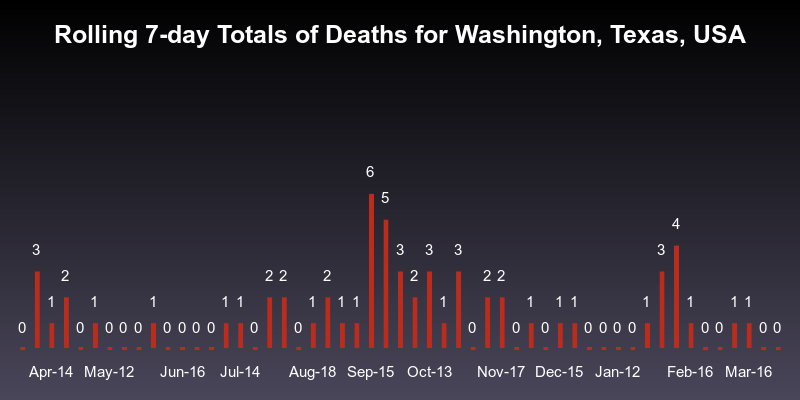 Rolling 7-day Totals of Deaths for Washington, Texas, USA
0 3 1 2 0 1 0 0 0 1 0 0 0 0 1 1 0 2 2 0 1 2 1 1 6 5 3 2 3 1 3 0 2 2 0 1 0 1 1 0 0 0 0 1 3 4 1 0 0 1 1 0 0
Apr-14 May-12 Jun-16 Jul-14 Aug-18 Sep-15 Oct-13 Nov-17 Dec-15 Jan-12 Feb-16 Mar-16